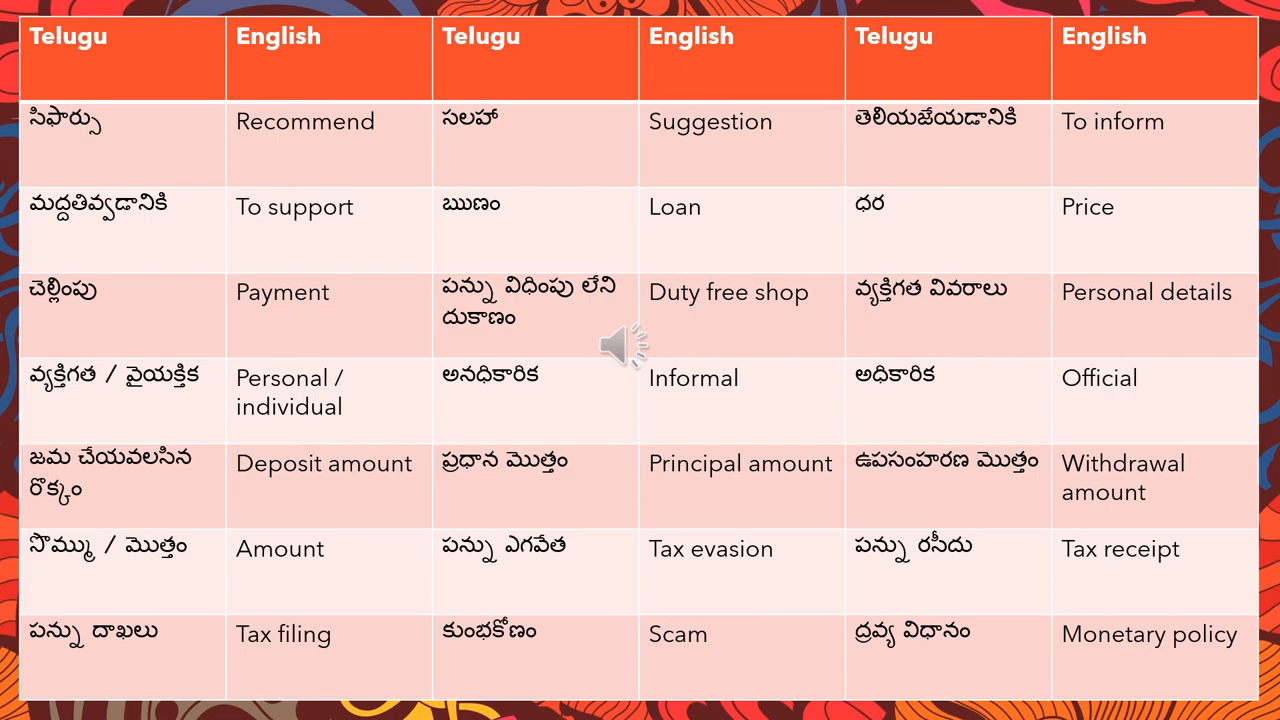 Telugu English Telugu English Telugu English
సిఫార్సు Recommend సలహా Suggestion తెలియజేయడానికి To inform
మద్దతివ్వడానికి To support ఋణం Loan ధర Price
చెల్లింపు Payment పన్ను విధింపు లేని దుకాణం Duty free shop వ్యక్తిగత వివరాలు Personal details
వ్యక్తిగత / వైయక్తిక Personal / individual అనధికారిక Informal అధికారిక Official
జమ చేయవలసిన రొక్కం Deposit amount ప్రధాన మొత్తం Principal amount ఉపసంహరణ మొత్తం Withdrawal amount
సొమ్ము / మొత్తం Amount పన్ను ఎగవేత Tax evasion పన్ను రసీదు Tax receipt
పన్ను దాఖలు Tax filing కుంభకోణం Scam ద్రవ్య విధానం Monetary policy